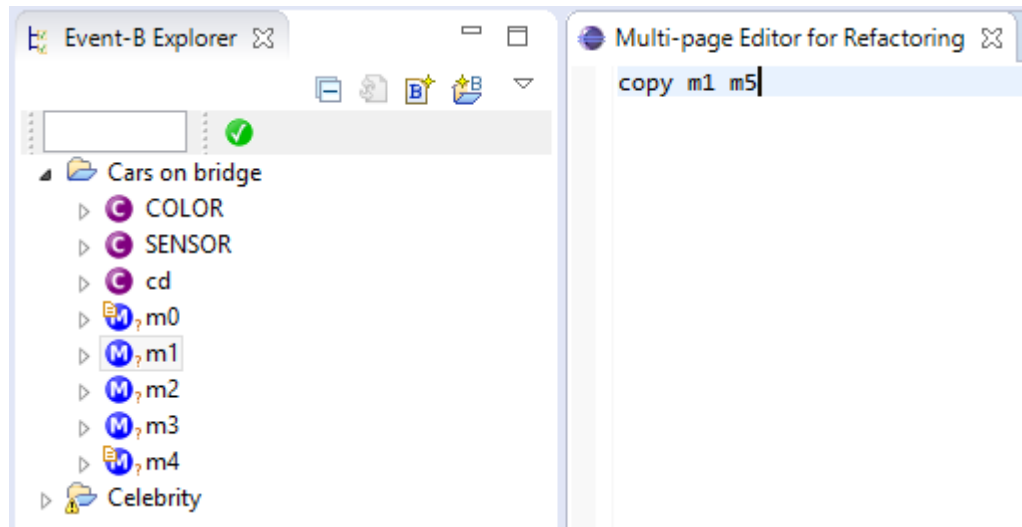 Event-B Explorer
Multi-page Editor for Refactoring
copy m1 m5
Cars on bridge
C COLOR
C SENSOR
C cd
M ? m0
M ? m1
M ? m2
M ? m3
M ? m4
Celebrity